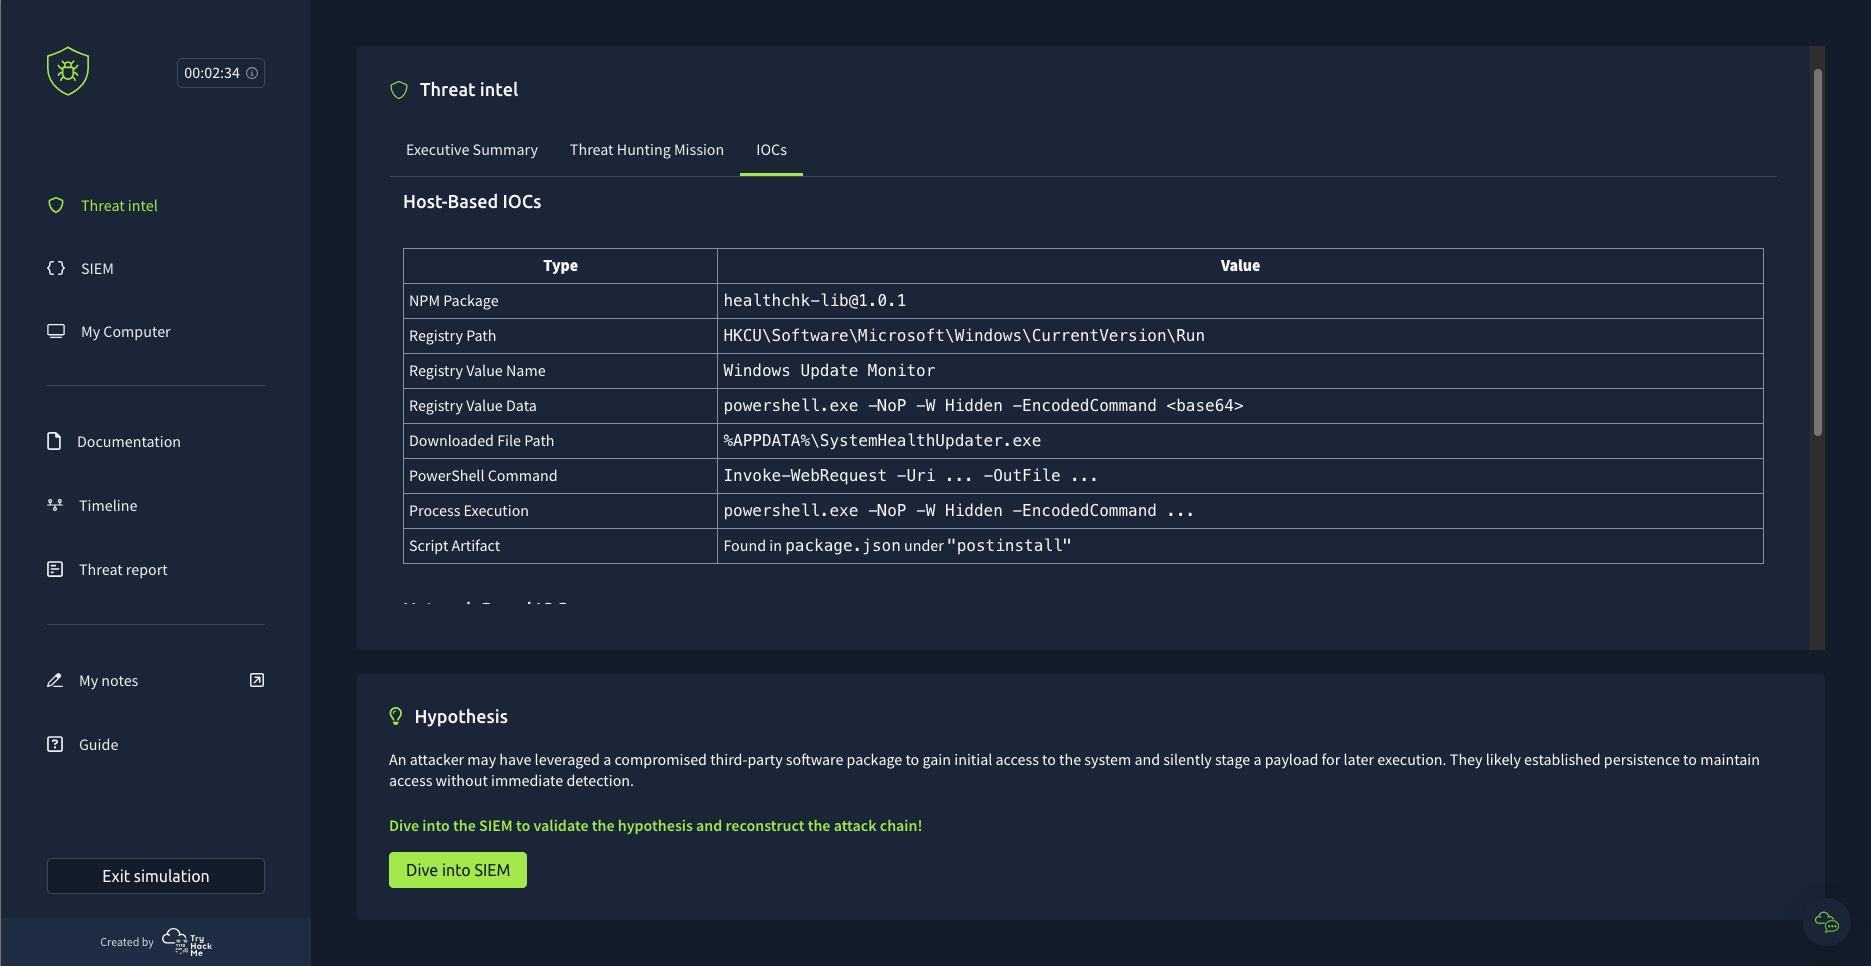 00:02:34
Threat intel
SIEM
My Computer
Documentation
Timeline
Threat report
My notes
Guide
Exit simulation
Created by
Try
Hack
Me
Threat intel
Executive Summary Threat Hunting Mission IOCs
Host-Based IOCs
Type Value
NPM Package healthchk-lib@1.0.1
Registry Path HKCU\Software\Microsoft\Windows\CurrentVersion\Run
Registry Value Name Windows Update Monitor
Registry Value Data powershell.exe -NoP -W Hidden -EncodedCommand <base64>
Downloaded File Path %APPDATA%\SystemHealthUpdater.exe
PowerShell Command Invoke-WebRequest -Uri ... -OutFile ...
Process Execution powershell.exe -NoP -W Hidden -EncodedCommand ...
Script Artifact Found in package.json under "postinstall"
Hypothesis
An attacker may have leveraged a compromised third-party software package to gain initial access to the system and silently stage a payload for later execution. They likely established persistence to maintain
access without immediate detection.
Dive into the SIEM to validate the hypothesis and reconstruct the attack chain!
Dive into SIEM